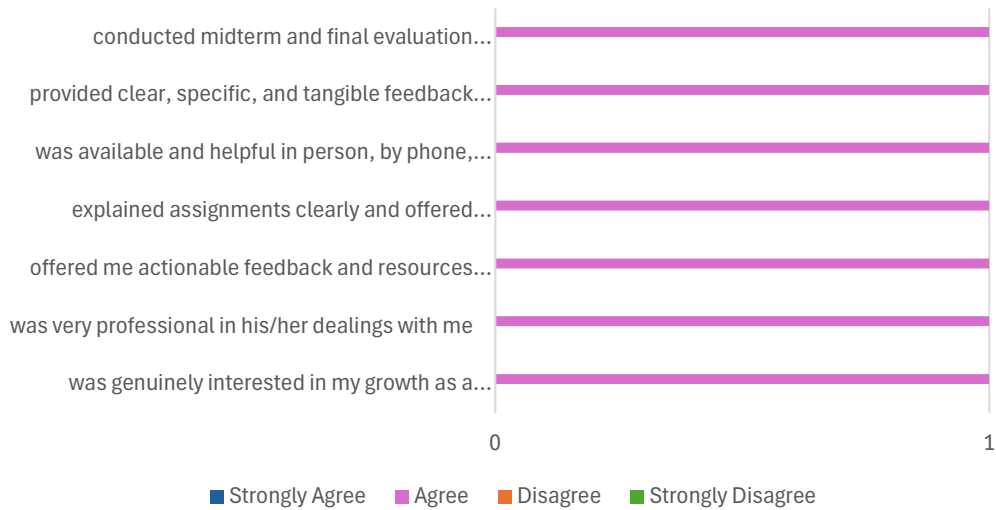 conducted midterm and final evaluation...
provided clear, specific, and tangible feedback...
was available and helpful in person, by phone,...
explained assignments clearly and offered...
offered me actionable feedback and resources...
was very professional in his/her dealings with me
was genuinely interested in my growth as a...
0 1
Strongly Agree Agree Disagree Strongly Disagree